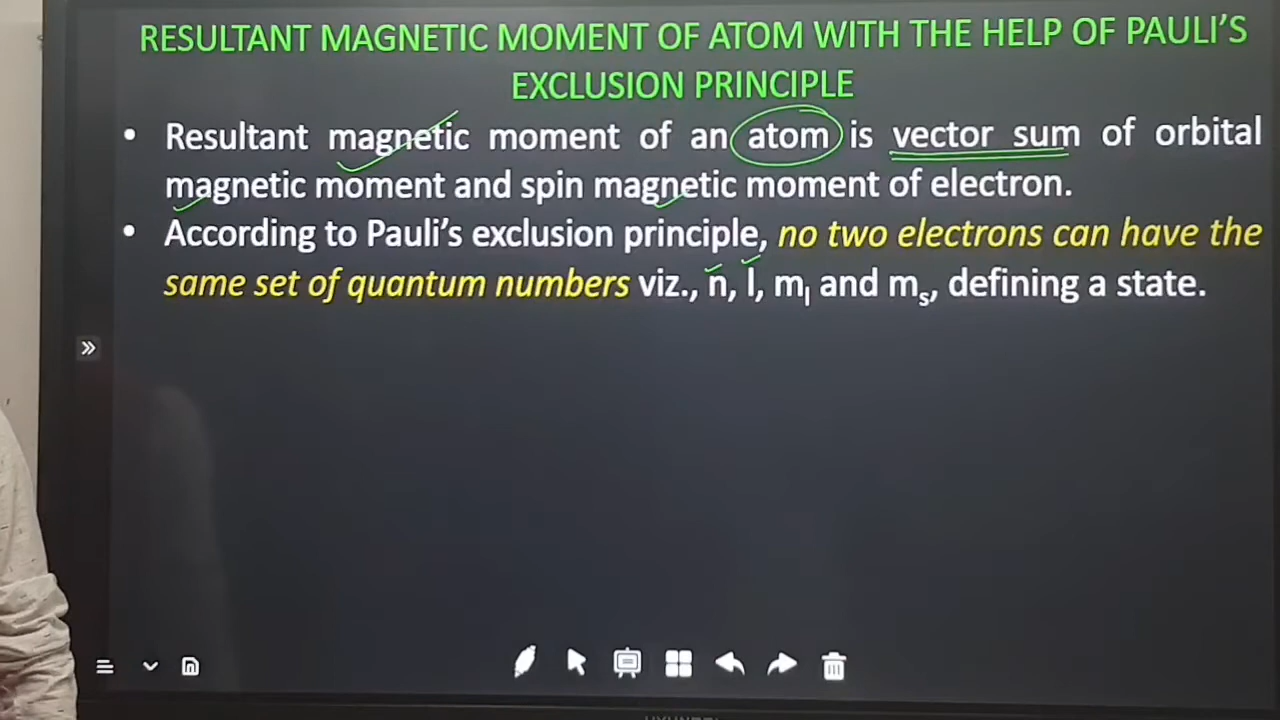 RESULTANT MAGNETIC MOMENT OF ATOM WITH THE HELP OF PAULI’S
EXCLUSION PRINCIPLE
• Resultant magnetic moment of an atom is vector sum of orbital
magnetic moment and spin magnetic moment of electron.
• According to Pauli’s exclusion principle, no two electrons can have the
same set of quantum numbers viz., n, l, mₗ and mₛ, defining a state.